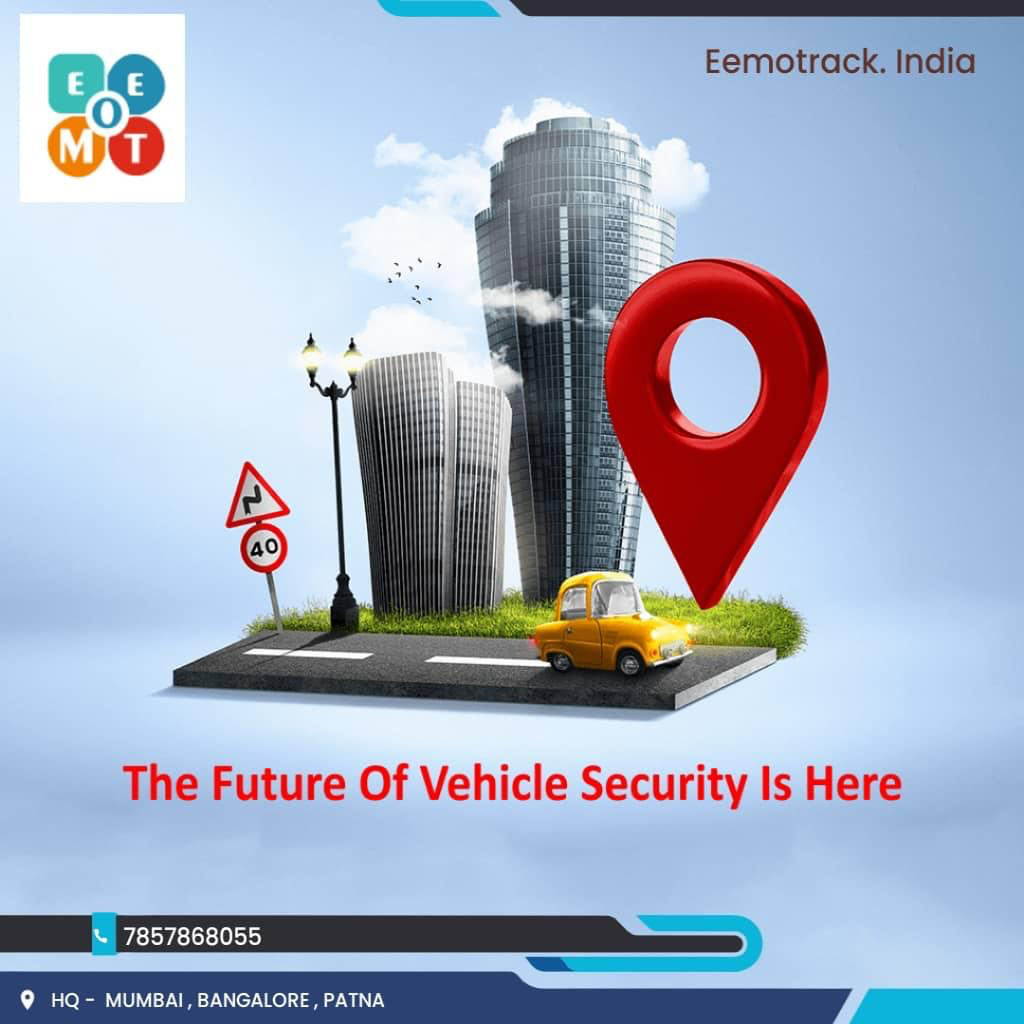 E E
O
M T
Eemotrack. India
40
The Future Of Vehicle Security Is Here
7857868055
HQ - MUMBAI , BANGALORE , PATNA